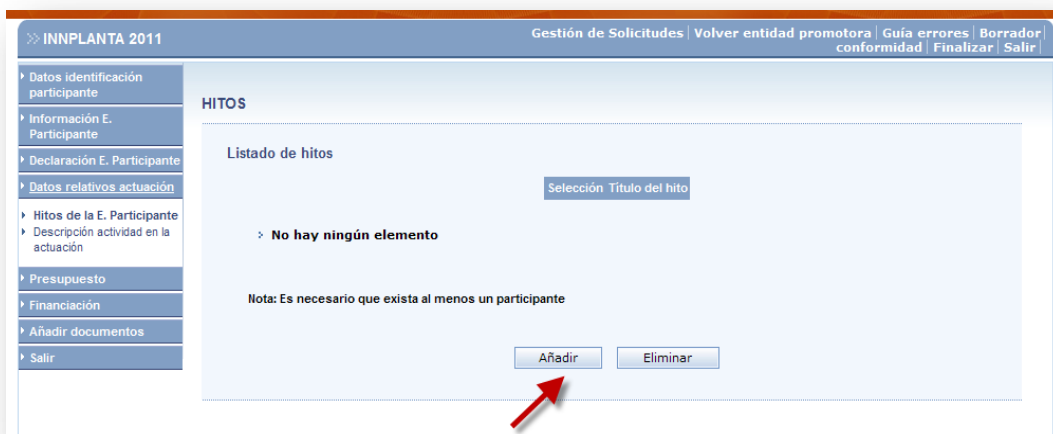 INNPLANTA 2011
Gestión de Solicitudes | Volver entidad promotora | Guía errores | Borrador |
conformidad | Finalizar | Salir |
Datos identificación
participante
Información E.
Participante
Declaración E. Participante
Datos relativos actuación
Hitos de la E. Participante
Descripción actividad en la
actuación
Presupuesto
Financiación
Añadir documentos
Salir
HITOS
Listado de hitos
Selección Título del hito
No hay ningún elemento
Nota: Es necesario que exista al menos un participante
Añadir
Eliminar